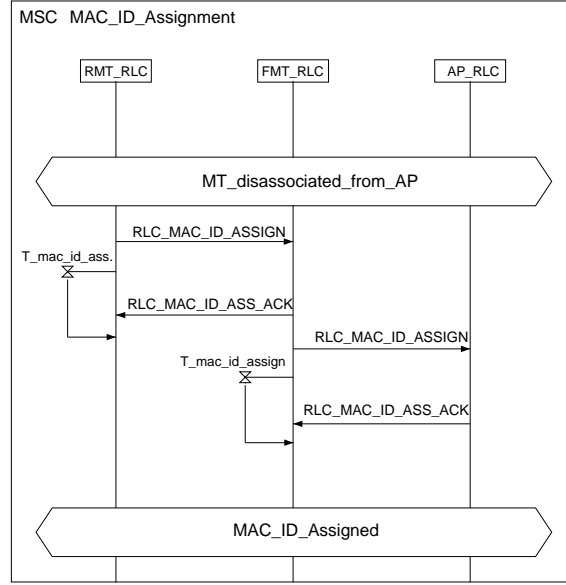 MSC MAC_ID_Assignment
RMT_RLC FMT_RLC AP_RLC
MT_disassociated_from_AP
RLC_MAC_ID_ASSIGN
T_mac_id_ass.
RLC_MAC_ID_ASS_ACK
RLC_MAC_ID_ASSIGN
T_mac_id_assign
RLC_MAC_ID_ASS_ACK
MAC_ID_Assigned